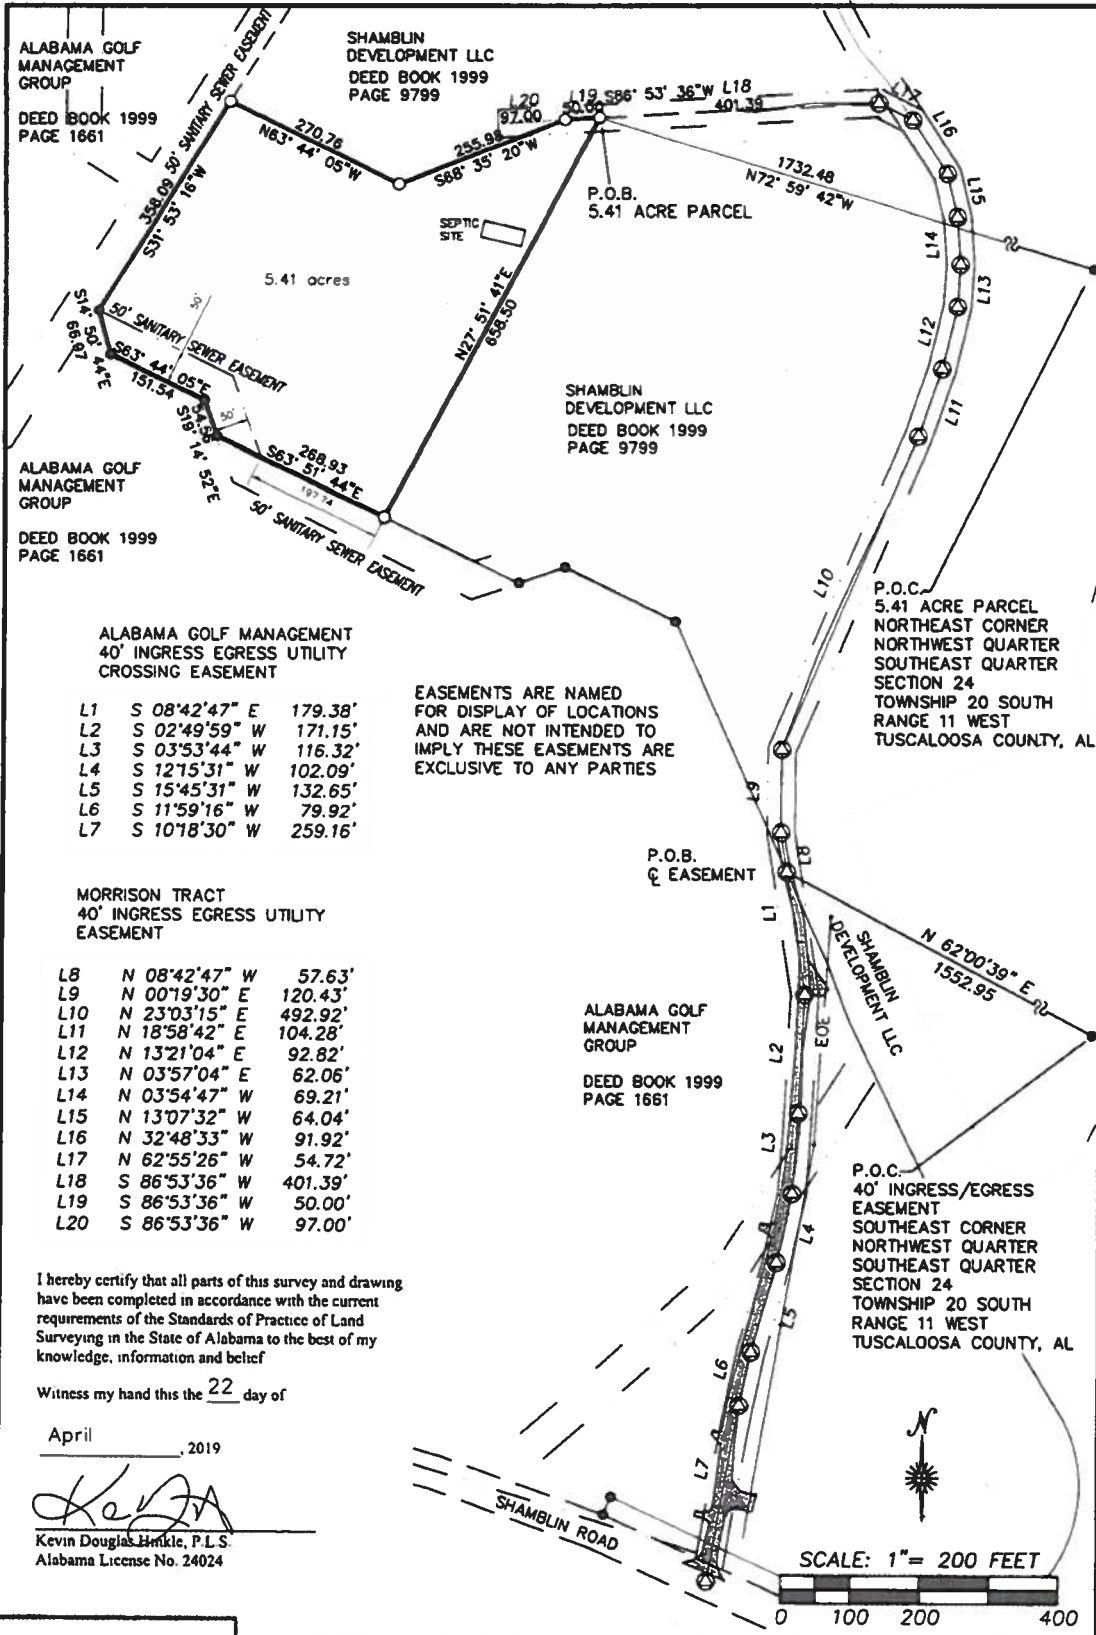 ALABAMA GOLF
MANAGEMENT
GROUP
DEED BOOK 1999
PAGE 1661
50' SANITARY SEWER EASEMENT
SHAMBLIN
DEVELOPMENT LLC
DEED BOOK 1999
PAGE 9799
L20
97.00
L19
50.00
S86° 53' 36"W
L18
401.39
L17
L16
L15
L14
L13
L12
L11
L10
270.76
N63° 44' 05"W
255.98
S68° 35' 20"W
358.09
S31° 53' 16"W
1732.48
N72° 59' 42"W
P.O.B.
5.41 ACRE PARCEL
SEPTIC
SITE
5.41 acres
N27° 51' 41"E
658.50
S14° 50' 44"E
66.97
50' SANITARY SEWER EASEMENT
50'
S63° 44' 05"E
151.54
54.56
S19° 14' 52"E
50'
268.93
S63° 51' 44"E
197.74
50' SANITARY SEWER EASEMENT
SHAMBLIN
DEVELOPMENT LLC
DEED BOOK 1999
PAGE 9799
ALABAMA GOLF
MANAGEMENT
GROUP
DEED BOOK 1999
PAGE 1661
P.O.C.
5.41 ACRE PARCEL
NORTHEAST CORNER
NORTHWEST QUARTER
SOUTHEAST QUARTER
SECTION 24
TOWNSHIP 20 SOUTH
RANGE 11 WEST
TUSCALOOSA COUNTY, AL
ALABAMA GOLF MANAGEMENT
40' INGRESS EGRESS UTILITY
CROSSING EASEMENT
L1 S 08°42'47" E 179.38'
L2 S 02°49'59" W 171.15'
L3 S 03°53'44" W 116.32'
L4 S 12°15'31" W 102.09'
L5 S 15°45'31" W 132.65'
L6 S 11°59'16" W 79.92'
L7 S 10°18'30" W 259.16'
EASEMENTS ARE NAMED
FOR DISPLAY OF LOCATIONS
AND ARE NOT INTENDED TO
IMPLY THESE EASEMENTS ARE
EXCLUSIVE TO ANY PARTIES
MORRISON TRACT
40' INGRESS EGRESS UTILITY
EASEMENT
L8 N 08°42'47" W 57.63'
L9 N 00°19'30" E 120.43'
L10 N 23°03'15" E 492.92'
L11 N 18°58'42" E 104.28'
L12 N 13°21'04" E 92.82'
L13 N 03°57'04" E 62.06'
L14 N 03°54'47" W 69.21'
L15 N 13°07'32" W 64.04'
L16 N 32°48'33" W 91.92'
L17 N 62°55'26" W 54.72'
L18 S 86°53'36" W 401.39'
L19 S 86°53'36" W 50.00'
L20 S 86°53'36" W 97.00'
L9
L8
P.O.B.
℄ EASEMENT
L1
SHAMBLIN
DEVELOPMENT LLC
N 62°00'39" E
1552.95
ALABAMA GOLF
MANAGEMENT
GROUP
DEED BOOK 1999
PAGE 1661
L2
EOE
L3
L4
L5
L6
L7
P.O.C.
40' INGRESS/EGRESS
EASEMENT
SOUTHEAST CORNER
NORTHWEST QUARTER
SOUTHEAST QUARTER
SECTION 24
TOWNSHIP 20 SOUTH
RANGE 11 WEST
TUSCALOOSA COUNTY, AL
I hereby certify that all parts of this survey and drawing
have been completed in accordance with the current
requirements of the Standards of Practice of Land
Surveying in the State of Alabama to the best of my
knowledge, information and belief
Witness my hand this the 22 day of
April , 2019
Kevin Douglas Hinkle, P.L.S.
Alabama License No. 24024
SHAMBLIN ROAD
N
SCALE: 1"= 200 FEET
0 100 200 400